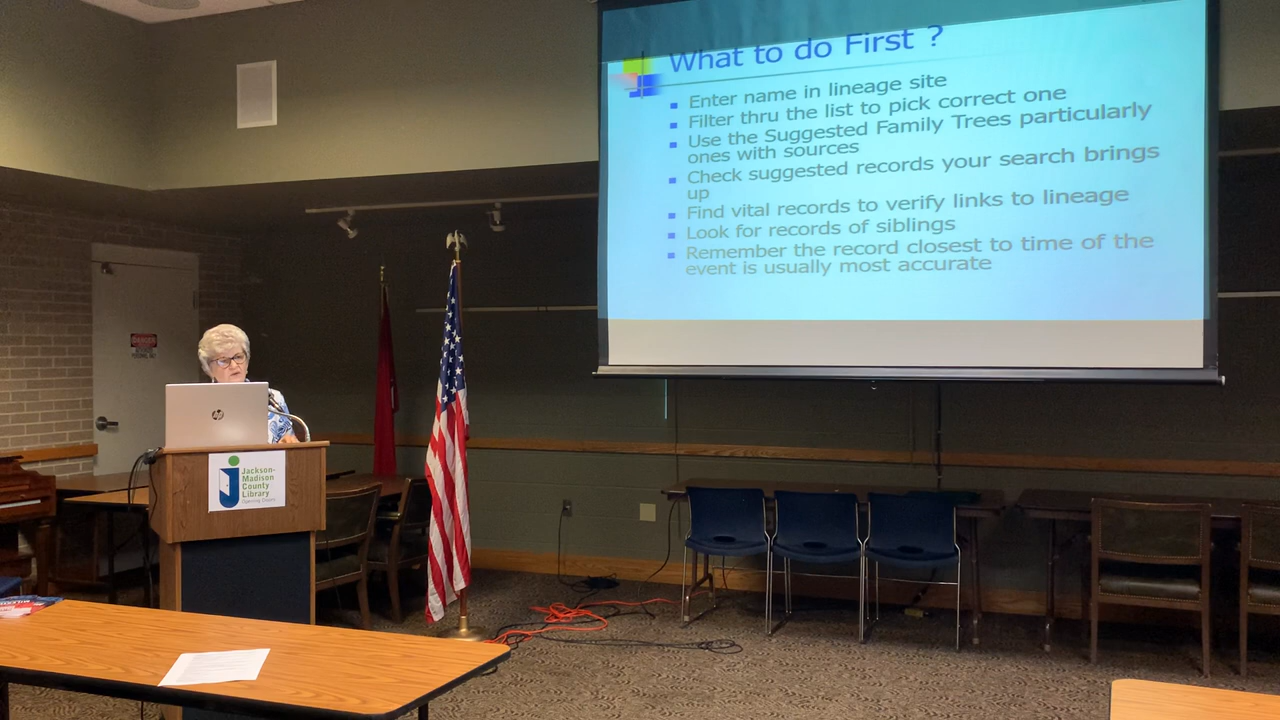 What to do First ?
Enter name in lineage site
Filter thru the list to pick correct one
Use the Suggested Family Trees particularly
ones with sources
Check suggested records your search brings
up
Find vital records to verify links to lineage
Look for records of siblings
Remember the record closest to time of the
event is usually most accurate
DANGER
hp
Jackson-
Madison
County
Library